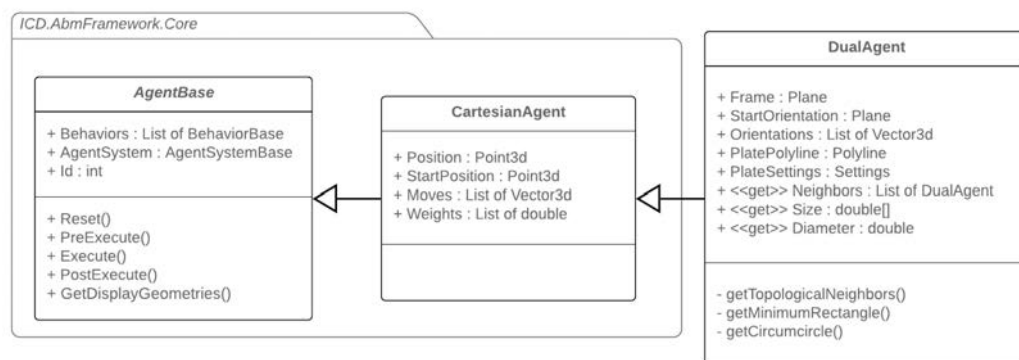 ICD.AbmFramework.Core
AgentBase
+ Behaviors : List of BehaviorBase
+ AgentSystem : AgentSystemBase
+ Id : int
+ Reset()
+ PreExecute()
+ Execute()
+ PostExecute()
+ GetDisplayGeometries()
CartesianAgent
+ Position : Point3d
+ StartPosition : Point3d
+ Moves : List of Vector3d
+ Weights : List of double
DualAgent
+ Frame : Plane
+ StartOrientation : Plane
+ Orientations : List of Vector3d
+ PlatePolyline : Polyline
+ PlateSettings : Settings
+ <<get>> Neighbors : List of DualAgent
+ <<get>> Size : double[]
+ <<get>> Diameter : double
- getTopologicalNeighbors()
- getMinimumRectangle()
- getCircumcircle()